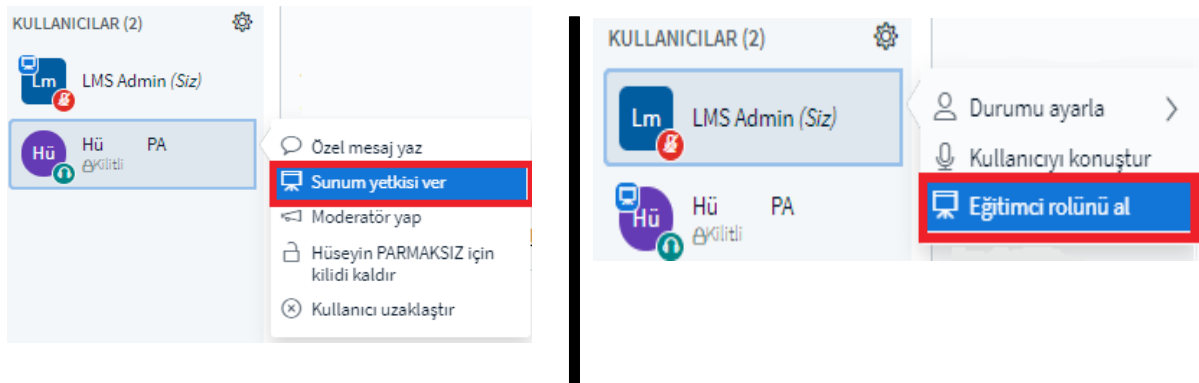 KULLANICILAR (2)
Lm
LMS Admin (Siz)
Hü
Hü PA
Kilitli
Özel mesaj yaz
Sunum yetkisi ver
Moderatör yap
Hüseyin PARMAKSIZ için
kilidi kaldır
Kullanıcı uzaklaştır
KULLANICILAR (2)
Lm
LMS Admin (Siz)
Hü
Hü PA
Kilitli
Durumu ayarla
Kullanıcıyı konuştur
Eğitimci rolünü al